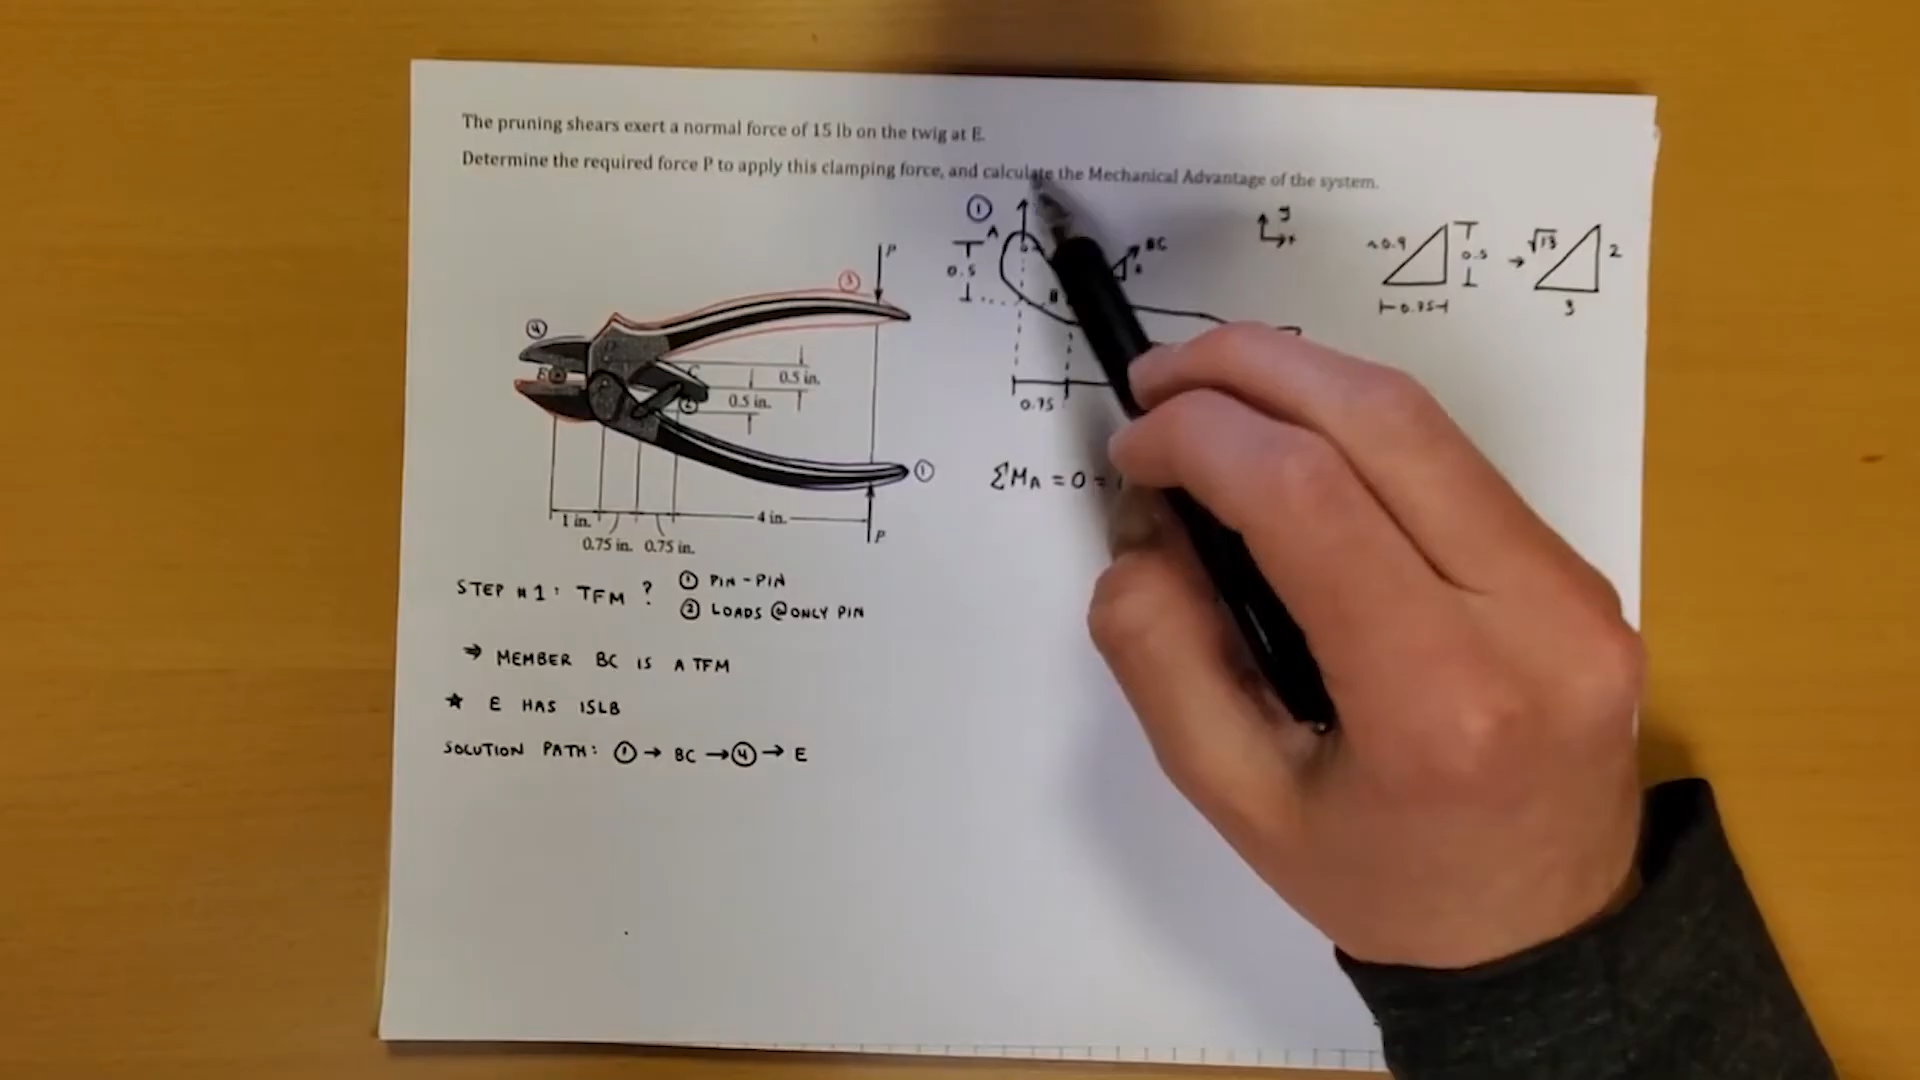 The pruning shears exert a normal force of 15 lb on the twig at E.
Determine the required force P to apply this clamping force, and calculate the Mechanical Advantage of the system.
P
3
4
E
C
0.5 in.
2
0.5 in.
1
1 in.
4 in.
P
0.75 in. 0.75 in.
STEP #1: TFM ? ① PIN-PIN
② LOADS @ ONLY PIN
⇒ MEMBER BC IS A TFM
★ E HAS 15LB
SOLUTION PATH: ① → BC → ④ → E
①
A
0.5
BC
B
0.75
y
x
~0.9
0.5
0.75
→
√13
2
3
ΣMA = 0 =